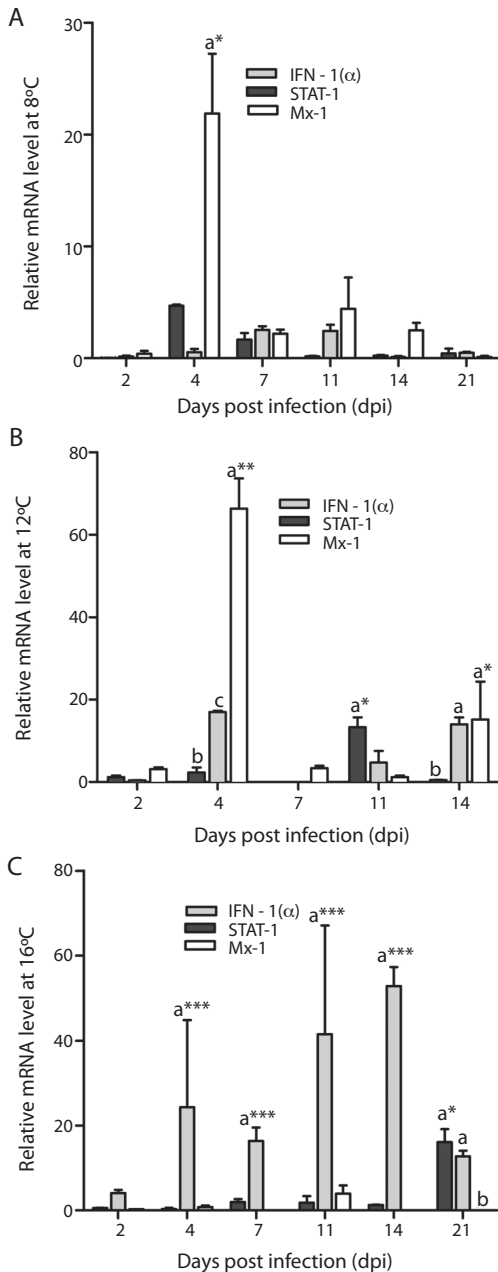 A
Relative mRNA level at 8ºC
30
20
10
0
a*
IFN - 1(α)
STAT-1
Mx-1
2 4 7 11 14 21
Days post infection (dpi)
B
Relative mRNA level at 12ºC
80
60
40
20
0
a**
IFN - 1(α)
STAT-1
Mx-1
b c a* b a a*
2 4 7 11 14
Days post infection (dpi)
C
Relative mRNA level at 16ºC
80
60
40
20
0
IFN - 1(α)
STAT-1
Mx-1
a*** a*** a*** a*** a* a b
2 4 7 11 14 21
Days post infection (dpi)